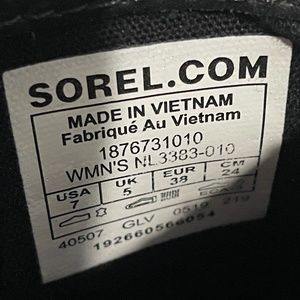 SOREL.COM
MADE IN VIETNAM
Fabriqué Au Vietnam
1876731010
WMN'S NL3383-010
USA UK EUR CM
7 5 38 24
40507 GLV 0519 219
192660566054